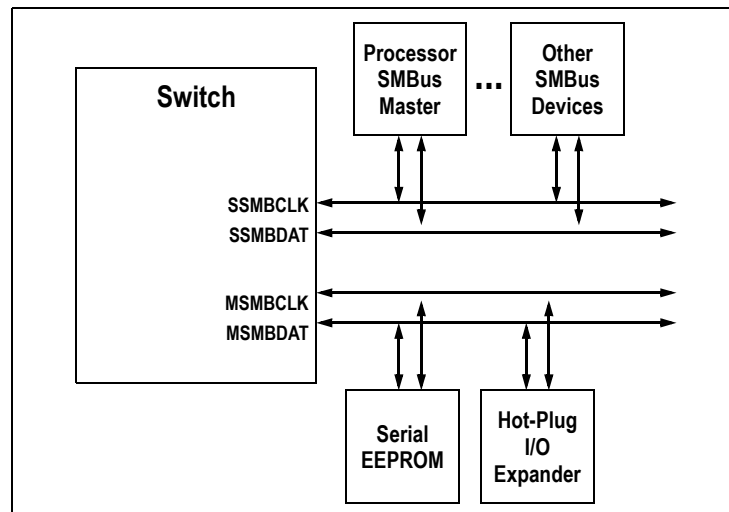 Switch
Processor
SMBus
Master
...
Other
SMBus
Devices
SSMBCLK
SSMBDAT
MSMBCLK
MSMBDAT
Serial
EEPROM
Hot-Plug
I/O
Expander